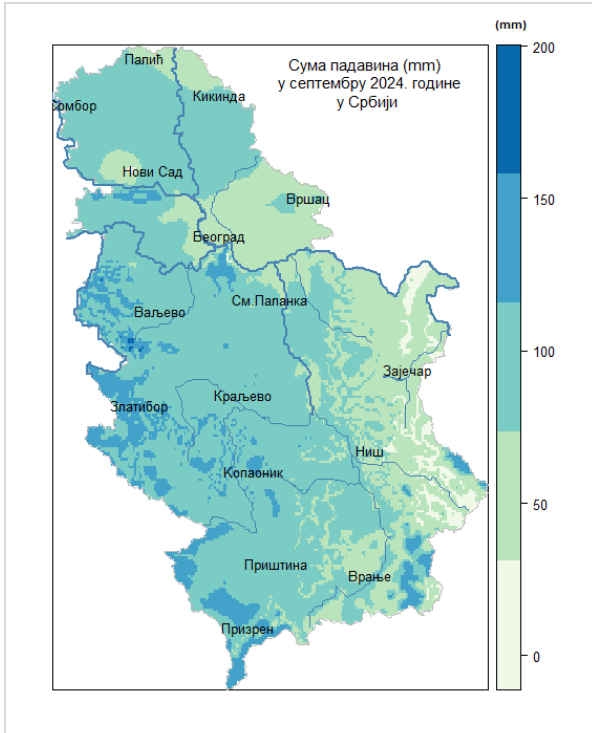 (mm)
Сума падавина (mm)
у септембру 2024. године
у Србији
200
150
100
50
0
Палић
Кикинда
Сомбор
Нови Сад
Вршац
Београд
См.Паланка
Ваљево
Зајечар
Краљево
Златибор
Ниш
Копаоник
Приштина
Врање
Призрен